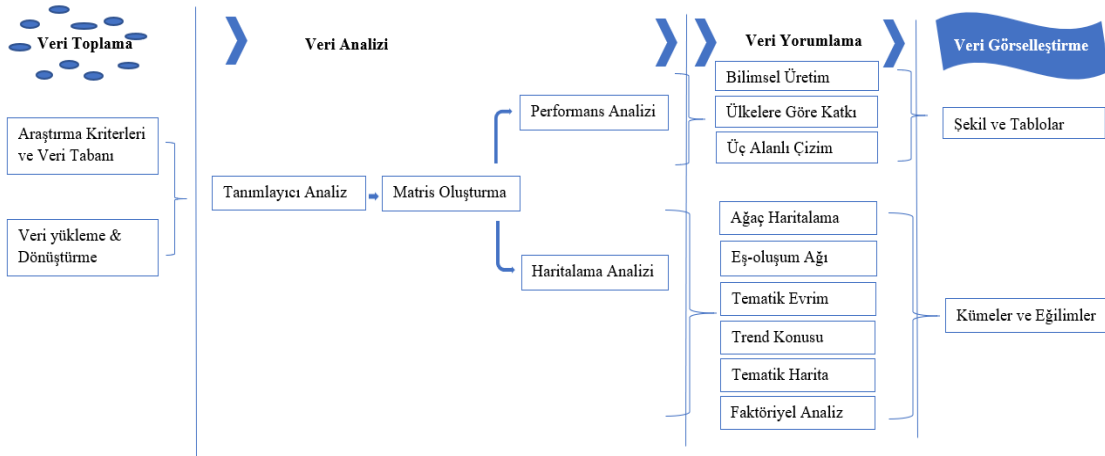 Veri Toplama
Veri Analizi
Veri Yorumlama
Veri Görselleştirme
Araştırma Kriterleri
ve Veri Tabanı
Veri yükleme &
Dönüştürme
Tanımlayıcı Analiz
Matris Oluşturma
Performans Analizi
Haritalama Analizi
Bilimsel Üretim
Ülkelere Göre Katkı
Üç Alanlı Çizim
Ağaç Haritalama
Eş-oluşum Ağı
Tematik Evrim
Trend Konusu
Tematik Harita
Faktöriyel Analiz
Şekil ve Tablolar
Kümeler ve Eğilimler